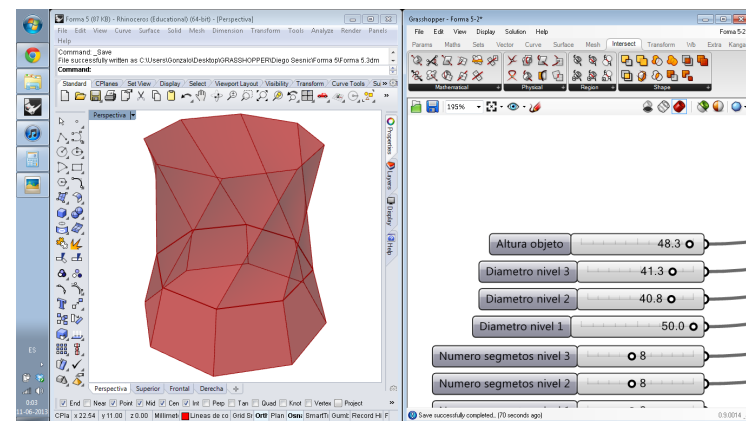 Forma 5 (87 KB) - Rhinoceros (Educational) (64-bit) - [Perspectiva]
File Edit View Curve Surface Solid Mesh Dimension Transform Tools Analyze Render Panels
Help
Command: _Save
File successfully written as C:\Users\Gonzalo\Desktop\GRASSHOPPER\Diego Sesnic\Forma 5\Forma 5.3dm
Command:
Standard CPlanes Set View Display Select Viewport Layout Visibility Transform Curve Tools Su
Perspectiva
Properties
Layers
Display
Help
Perspectiva Superior Frontal Derecha
End Near Point Mid Cen Int Perp Tan Quad Knot Vertex Project
CPla x 22.54 y 11.00 z 0.00 Milimet Lineas de co Grid S Ort Plan Osna SmartTi Gumb Record Hi F
ES
0:03
11-06-2013
Grasshopper - Forma 5-2*
File Edit View Display Solution Help
Forma 5-2
Params Maths Sets Vector Curve Surface Mesh Intersect Transform Wb Extra Kanga
Mathematical Physical Region Shape
195%
Altura objeto 48.3
Diametro nivel 3 41.3
Diametro nivel 2 40.8
Diametro nivel 1 50.0
Numero segmetos nivel 3 8
Numero segmetos nivel 2 8
Save successfully completed... (70 seconds ago)
0.9.0014